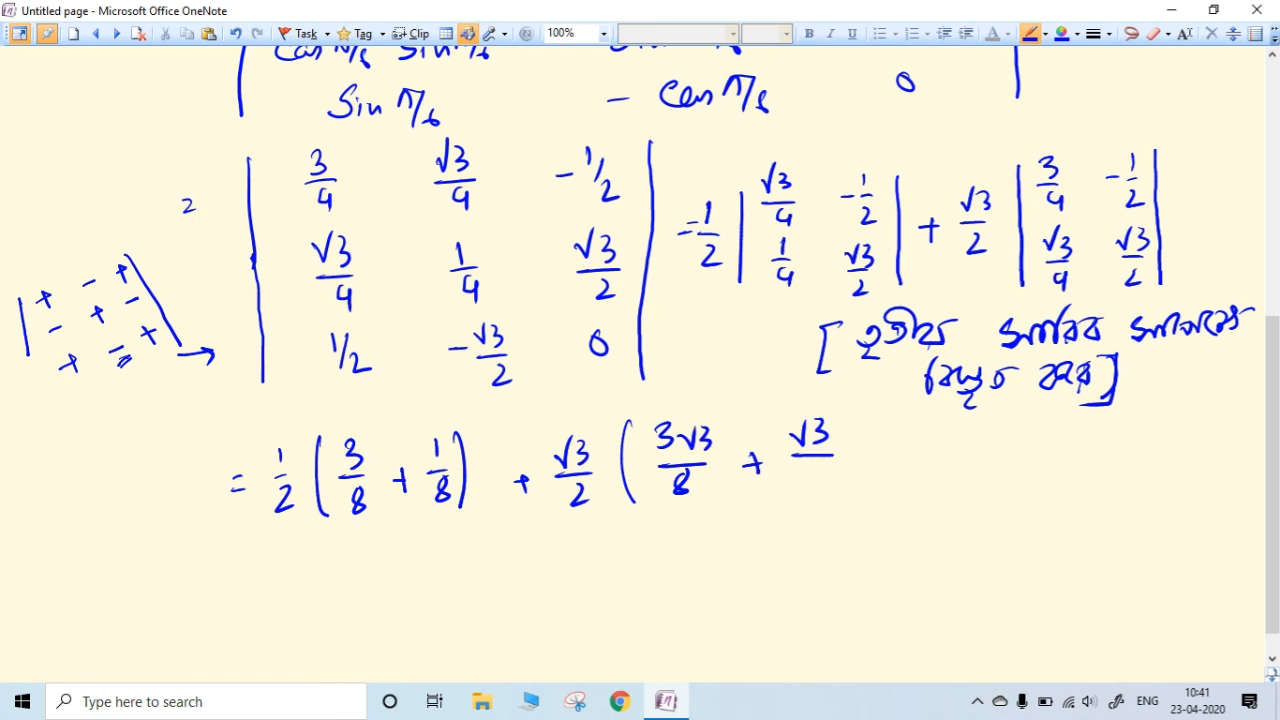 Untitled page - Microsoft Office OneNote
Task Tag Clip 100% B I U
Sin π/6 - Cos π/6 0
= | 3/4 √3/4 -1/2 | = 1/2 | √3/4 -1/2 | + √3/2 | 3/4 -1/2 |
| √3/4 1/4 √3/2 | | 1/4 √3/2 | | √3/4 √3/2 |
| 1/2 -√3/2 0 |
+ - +
- + -
+ - + →
[ তৃতীয় সারির সাপেক্ষে
বিস্তৃত করে ]
= 1/2 ( 3/8 + 1/8 ) + √3/2 ( 3√3/8 + √3
Type here to search
ENG 10:41
23-04-2020